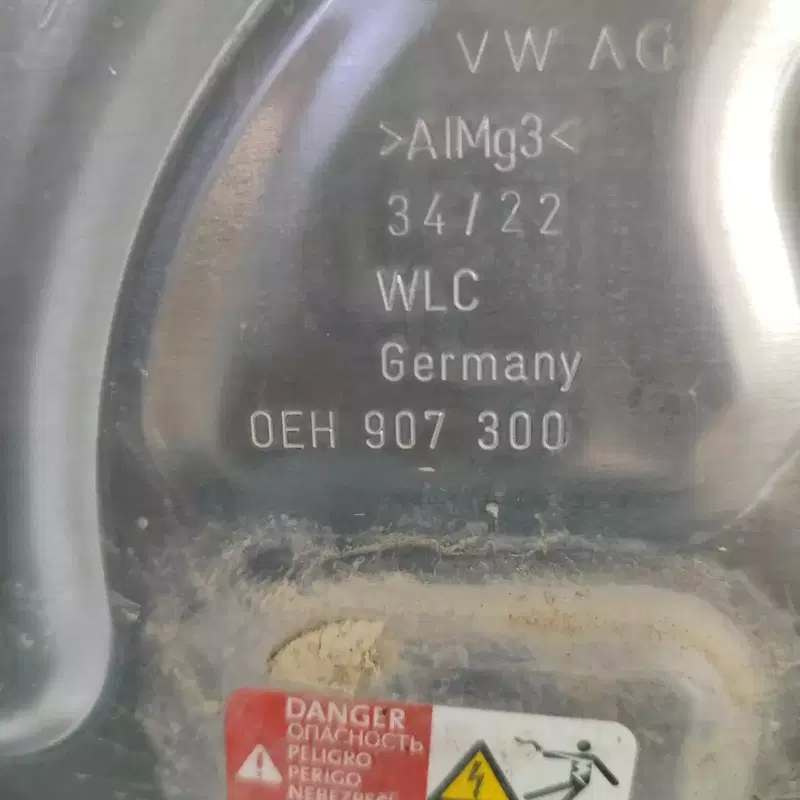 VW AG
>AlMg3<
34/22
WLC
Germany
0EH 907 300
DANGER
ОПАСНОСТЬ
PELIGRO
PERIGO